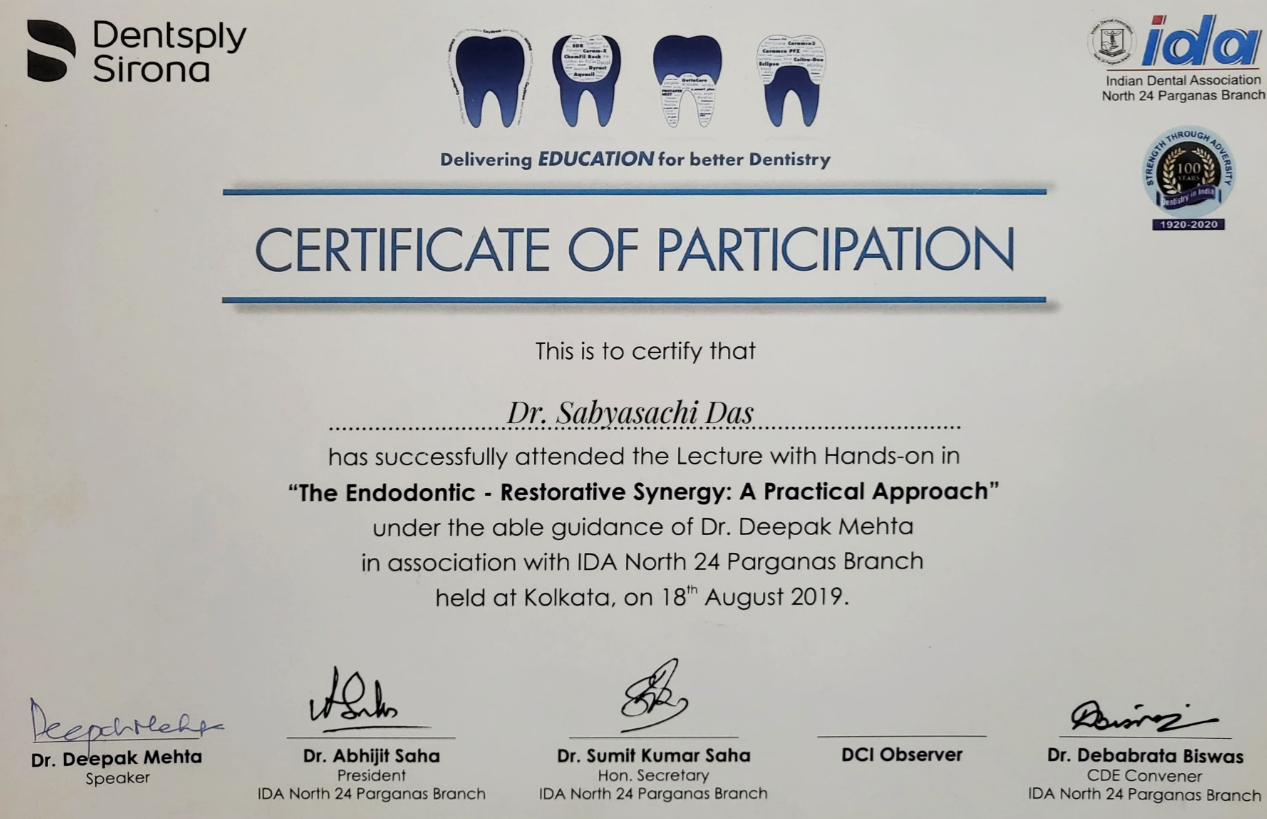 Dentsply
Sirona
ida
Indian Dental Association
North 24 Parganas Branch
Delivering EDUCATION for better Dentistry
STRENGTH THROUGH ADVERSITY
100
YEARS
Dentistry in India
1920-2020
CERTIFICATE OF PARTICIPATION
This is to certify that
Dr. Sabyasachi Das
has successfully attended the Lecture with Hands-on in
“The Endodontic - Restorative Synergy: A Practical Approach”
under the able guidance of Dr. Deepak Mehta
in association with IDA North 24 Parganas Branch
held at Kolkata, on 18th August 2019.
Deepak Mehta
Dr. Deepak Mehta
Speaker
Dr. Abhijit Saha
President
IDA North 24 Parganas Branch
Dr. Sumit Kumar Saha
Hon. Secretary
IDA North 24 Parganas Branch
DCI Observer
Dr. Debabrata Biswas
CDE Convener
IDA North 24 Parganas Branch